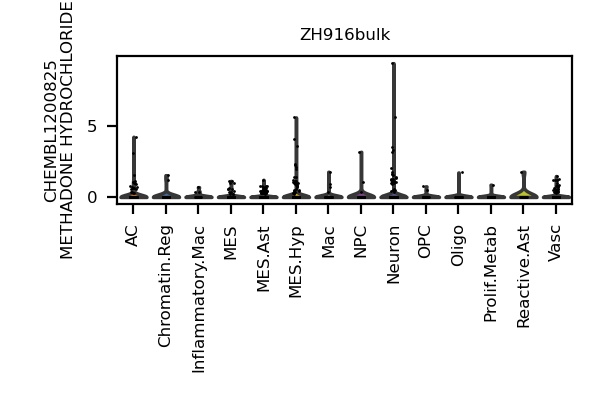 ZH916bulk
CHEMBL1200825
METHADONE HYDROCHLORIDE
5
0
AC
Chromatin.Reg
Inflammatory.Mac
MES
MES.Ast
MES.Hyp
Mac
NPC
Neuron
OPC
Oligo
Prolif.Metab
Reactive.Ast
Vasc